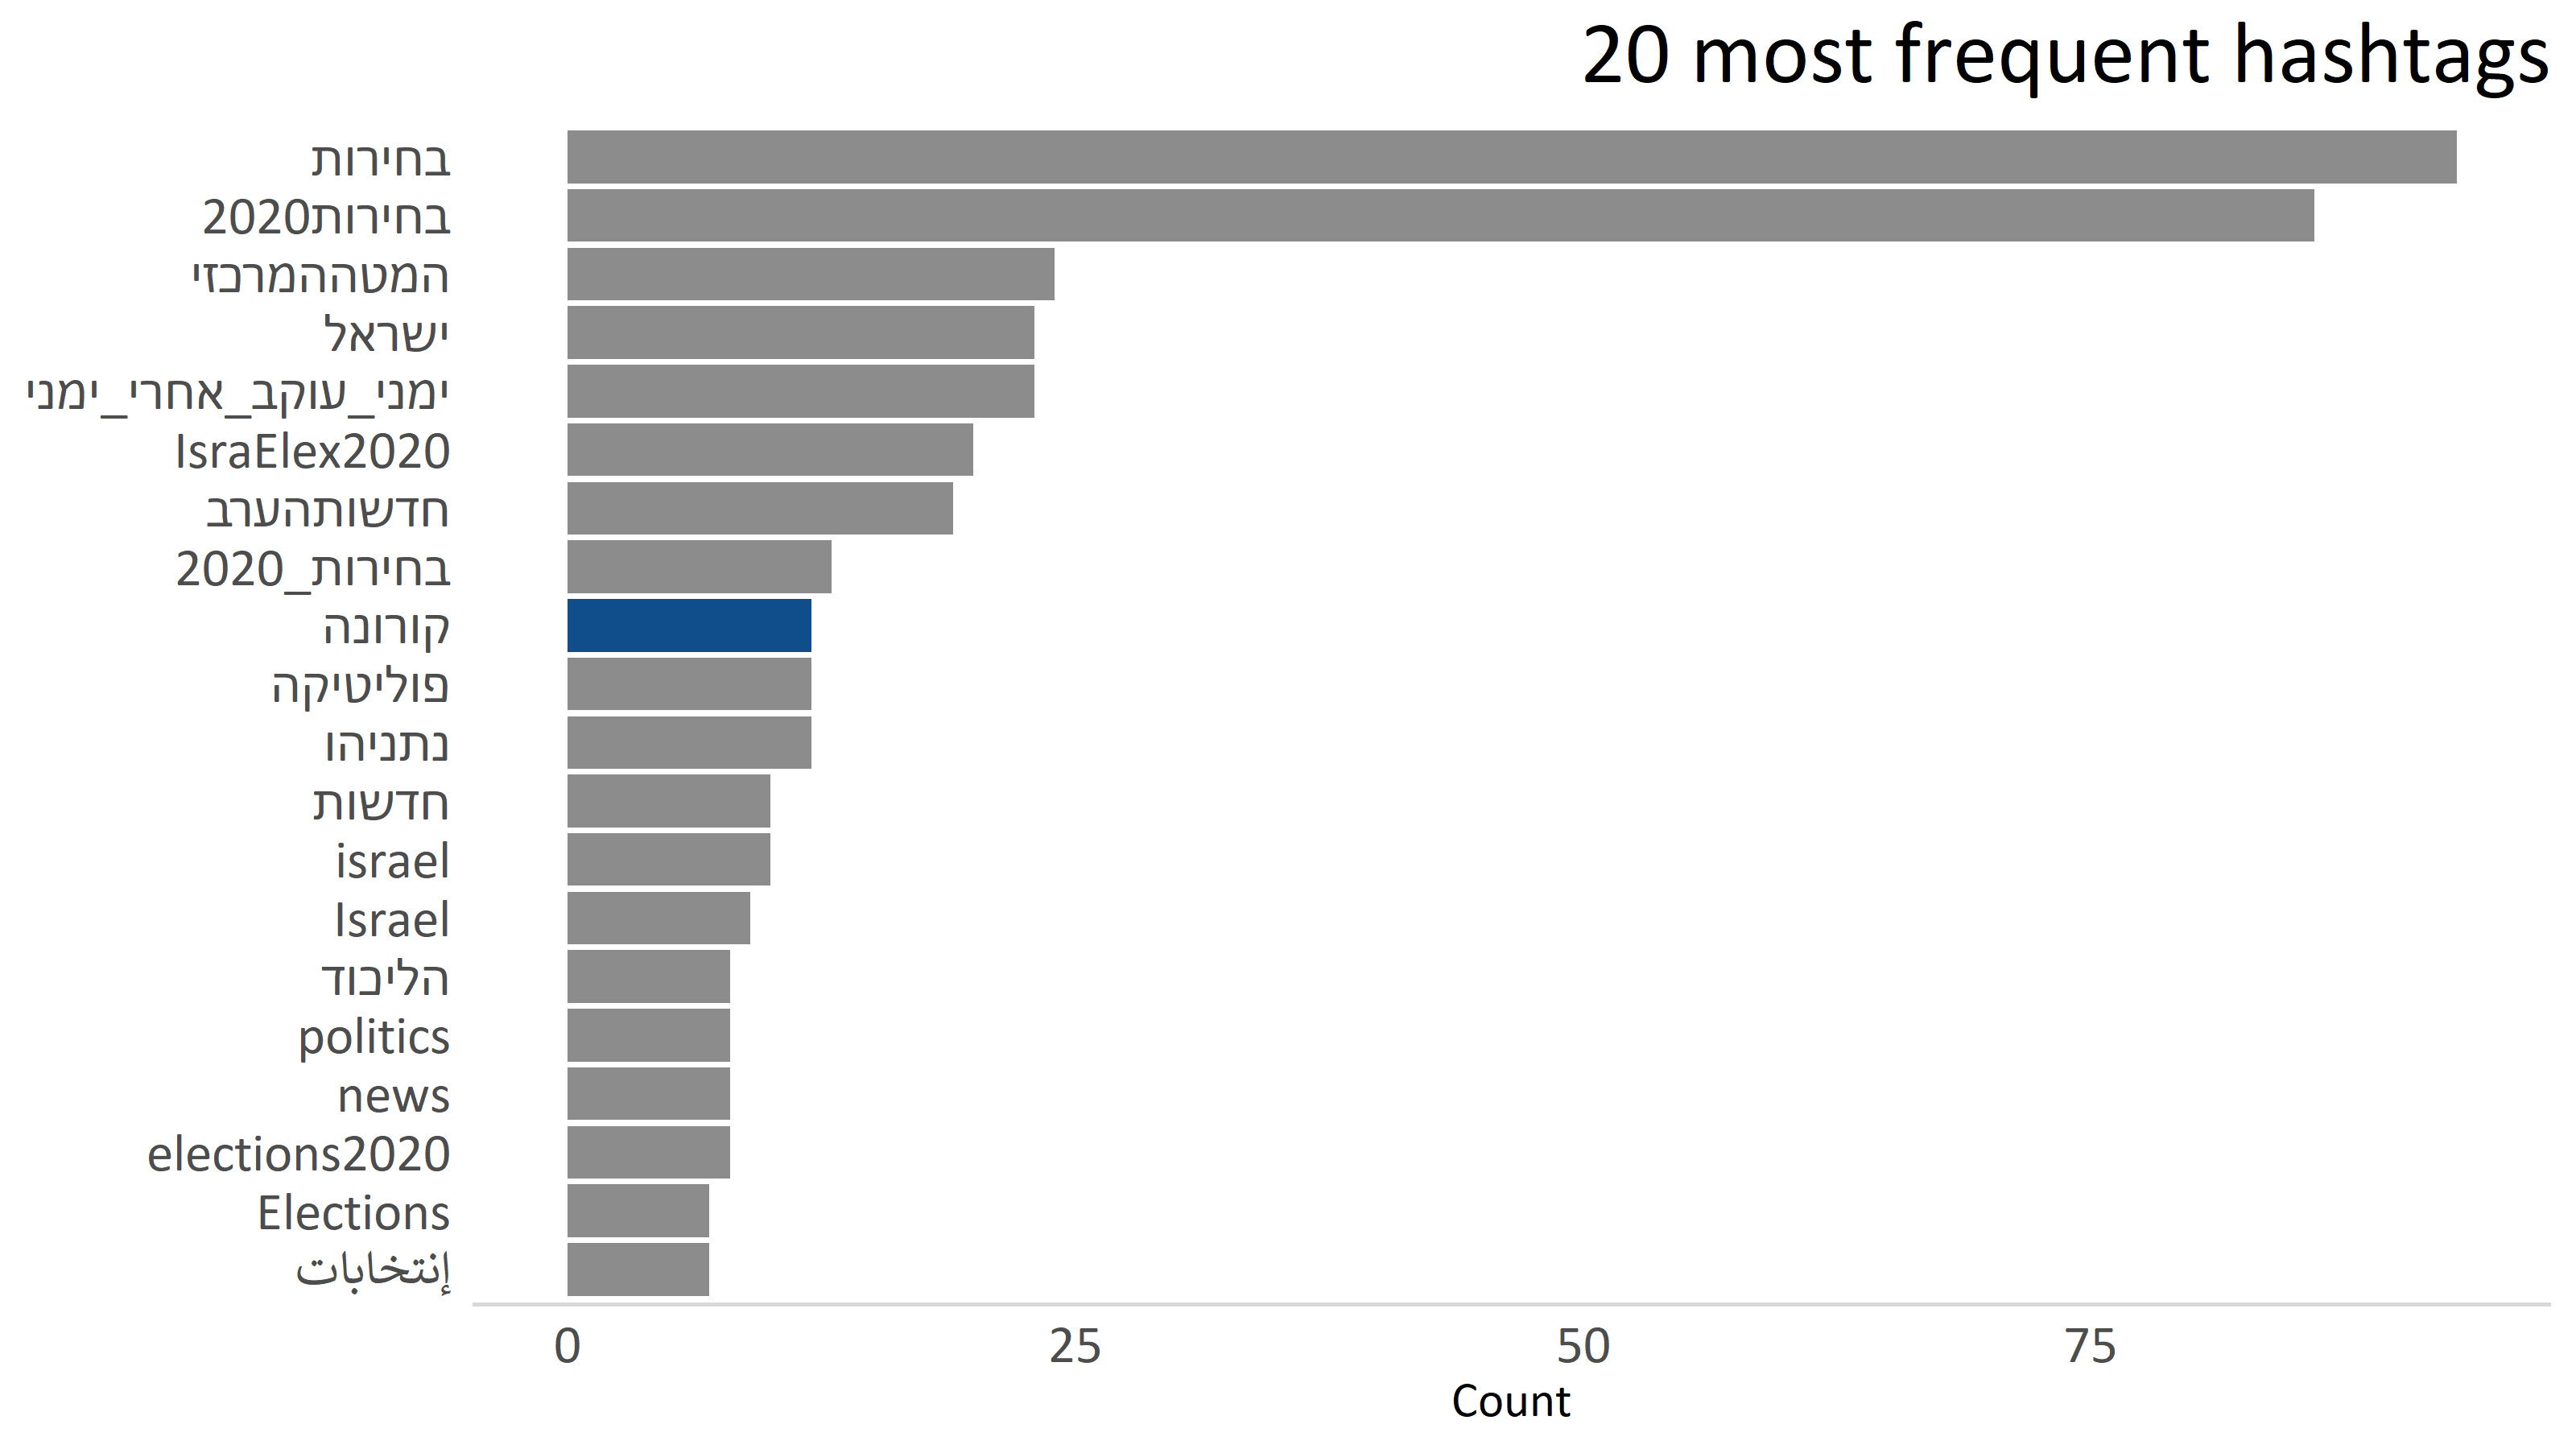 20 most frequent hashtags
בחירות
בחירות2020
המטההמרכזי
ישראל
ימני_עוקב_אחרי_ימני
IsraElex2020
חדשותהערב
בחירות_2020
קורונה
פוליטיקה
נתניהו
חדשות
israel
Israel
הליכוד
politics
news
elections2020
Elections
إنتخابات
0 25 50 75
Count